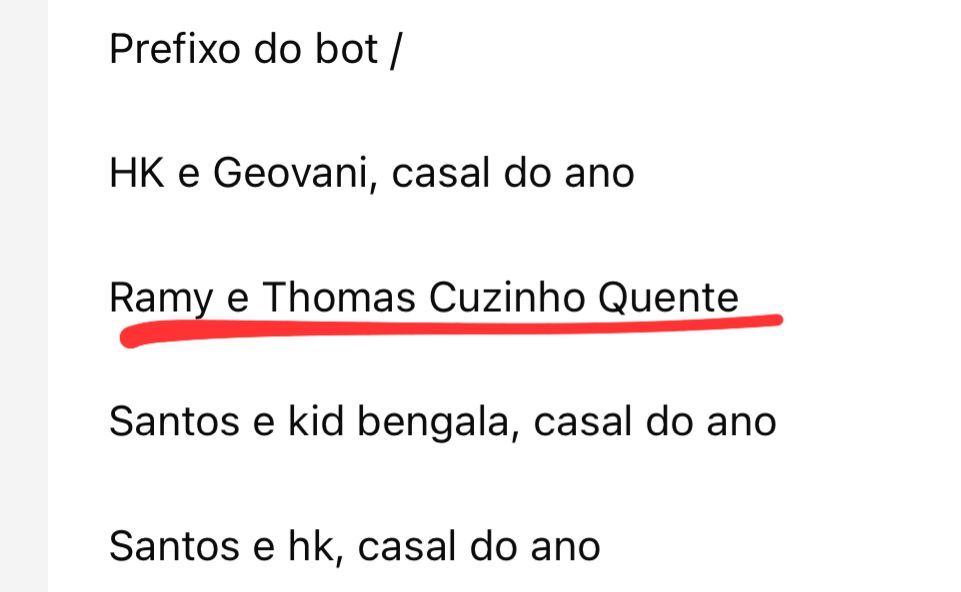 Prefixo do bot /
HK e Geovani, casal do ano
Ramy e Thomas Cuzinho Quente
Santos e kid bengala, casal do ano
Santos e hk, casal do ano